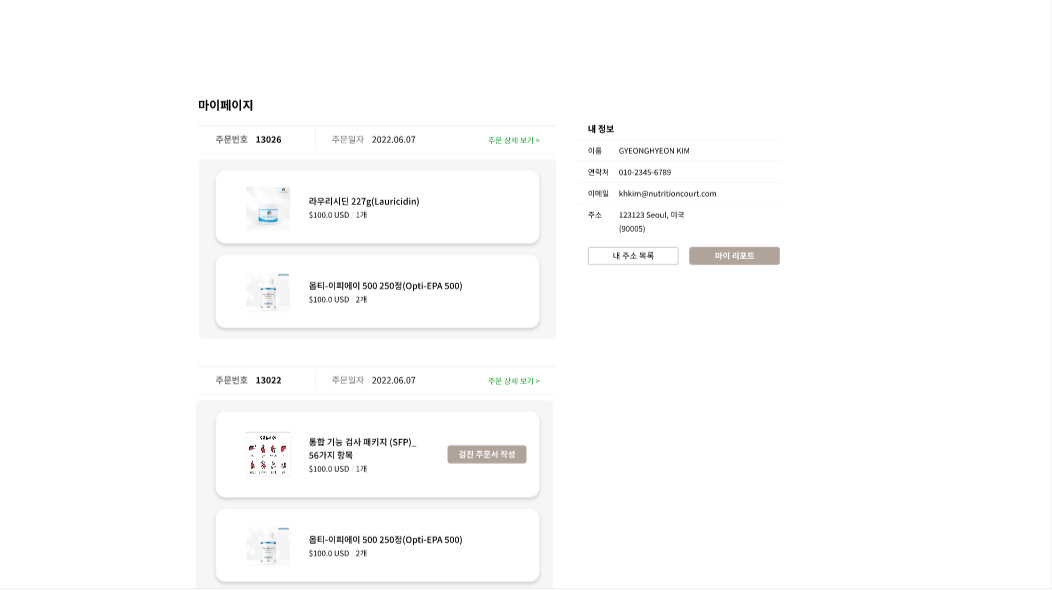 마이페이지
주문번호 13026 주문일자 2022.06.07 주문 상세 보기 >
라우리시딘 227g(Lauricidin)
$100.0 USD / 1개
옵티-이피에이 500 250정(Opti-EPA 500)
$100.0 USD / 2개
주문번호 13022 주문일자 2022.06.07 주문 상세 보기 >
통합 기능 검사 패키지 (SFP)_
56가지 항목
$100.0 USD / 1개
검진 주문서 작성
옵티-이피에이 500 250정(Opti-EPA 500)
$100.0 USD / 2개
내 정보
이름 GYEONGHYEON KIM
연락처 010-2345-6789
이메일 khkim@nutritioncourt.com
주소 123123 Seoul, 미국
(90005)
내 주소 목록
마이 리포트